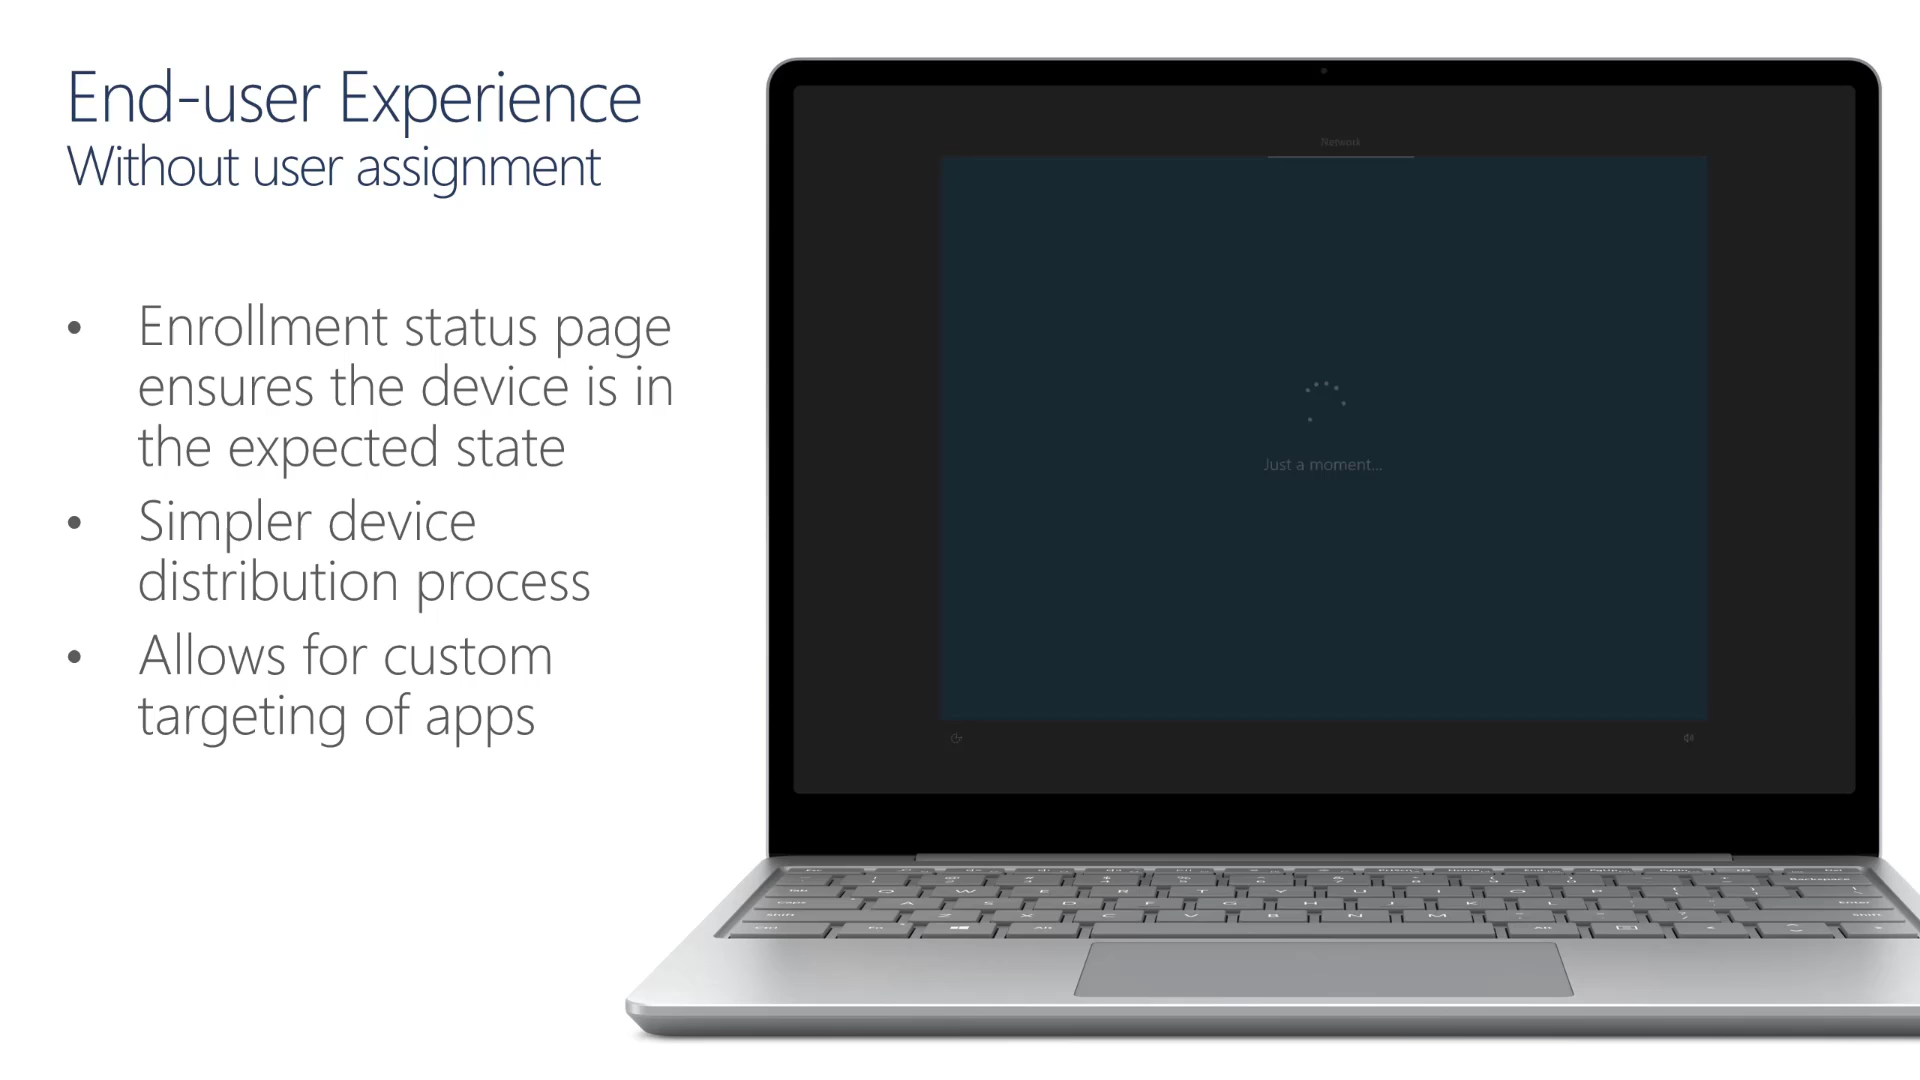 End-user Experience
Without user assignment
• Enrollment status page
ensures the device is in
the expected state
• Simpler device
distribution process
• Allows for custom
targeting of apps
Network
Just a moment...